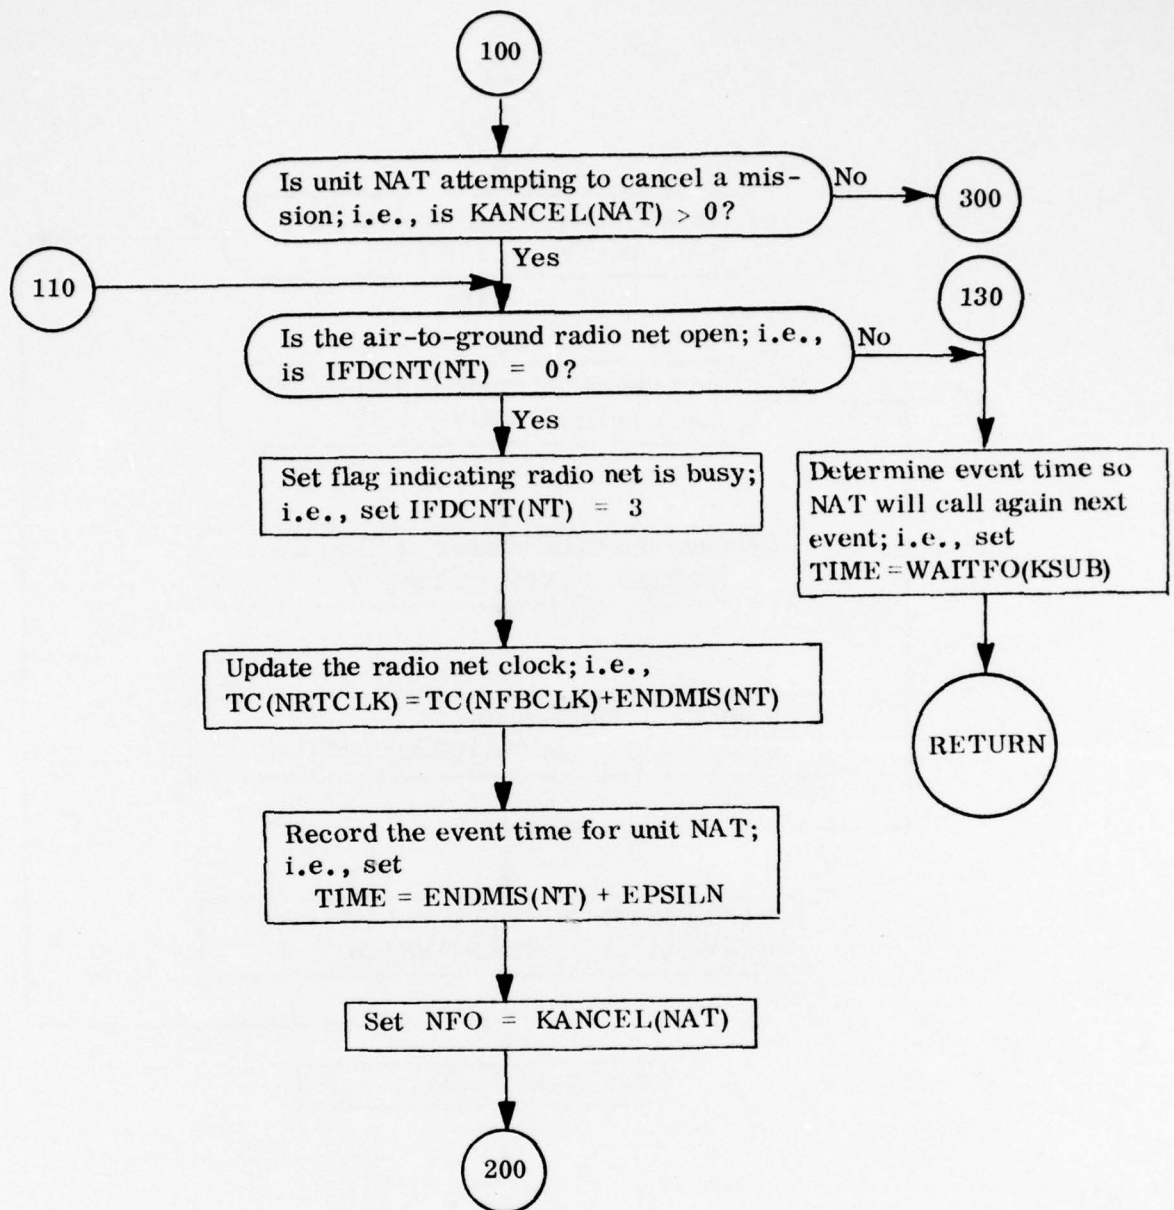 100
Is unit NAT attempting to cancel a mis-
sion; i.e., is KANCEL(NAT) > 0?
No
300
Yes
110
130
Is the air-to-ground radio net open; i.e.,
is IFDCNT(NT) = 0?
No
Yes
Set flag indicating radio net is busy;
i.e., set IFDCNT(NT) = 3
Determine event time so
NAT will call again next
event; i.e., set
TIME = WAITFO(KSUB)
Update the radio net clock; i.e.,
TC(NRTCLK) = TC(NFBCLK)+ENDMIS(NT)
RETURN
Record the event time for unit NAT;
i.e., set
TIME = ENDMIS(NT) + EPSILN
Set NFO = KANCEL(NAT)
200